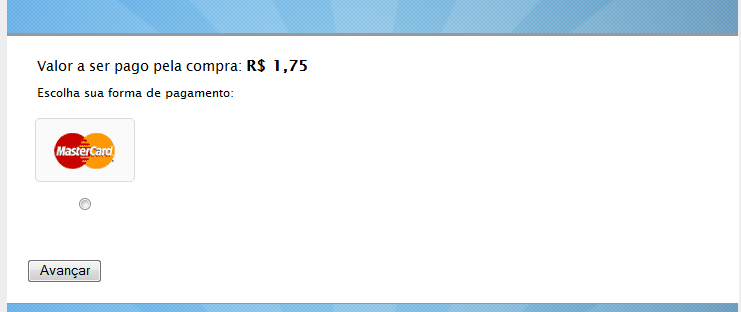 Valor a ser pago pela compra: R$ 1,75
Escolha sua forma de pagamento:
MasterCard
Avançar